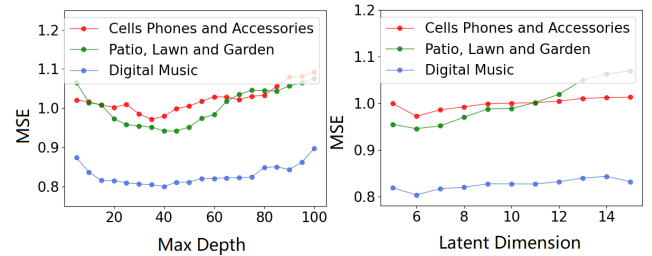 1.2
1.1
1.0
0.9
0.8
MSE
Cells Phones and Accessories
Patio, Lawn and Garden
Digital Music
20 40 60 80 100
Max Depth
1.2
1.1
1.0
0.9
0.8
MSE
Cells Phones and Accessories
Patio, Lawn and Garden
Digital Music
6 8 10 12 14
Latent Dimension